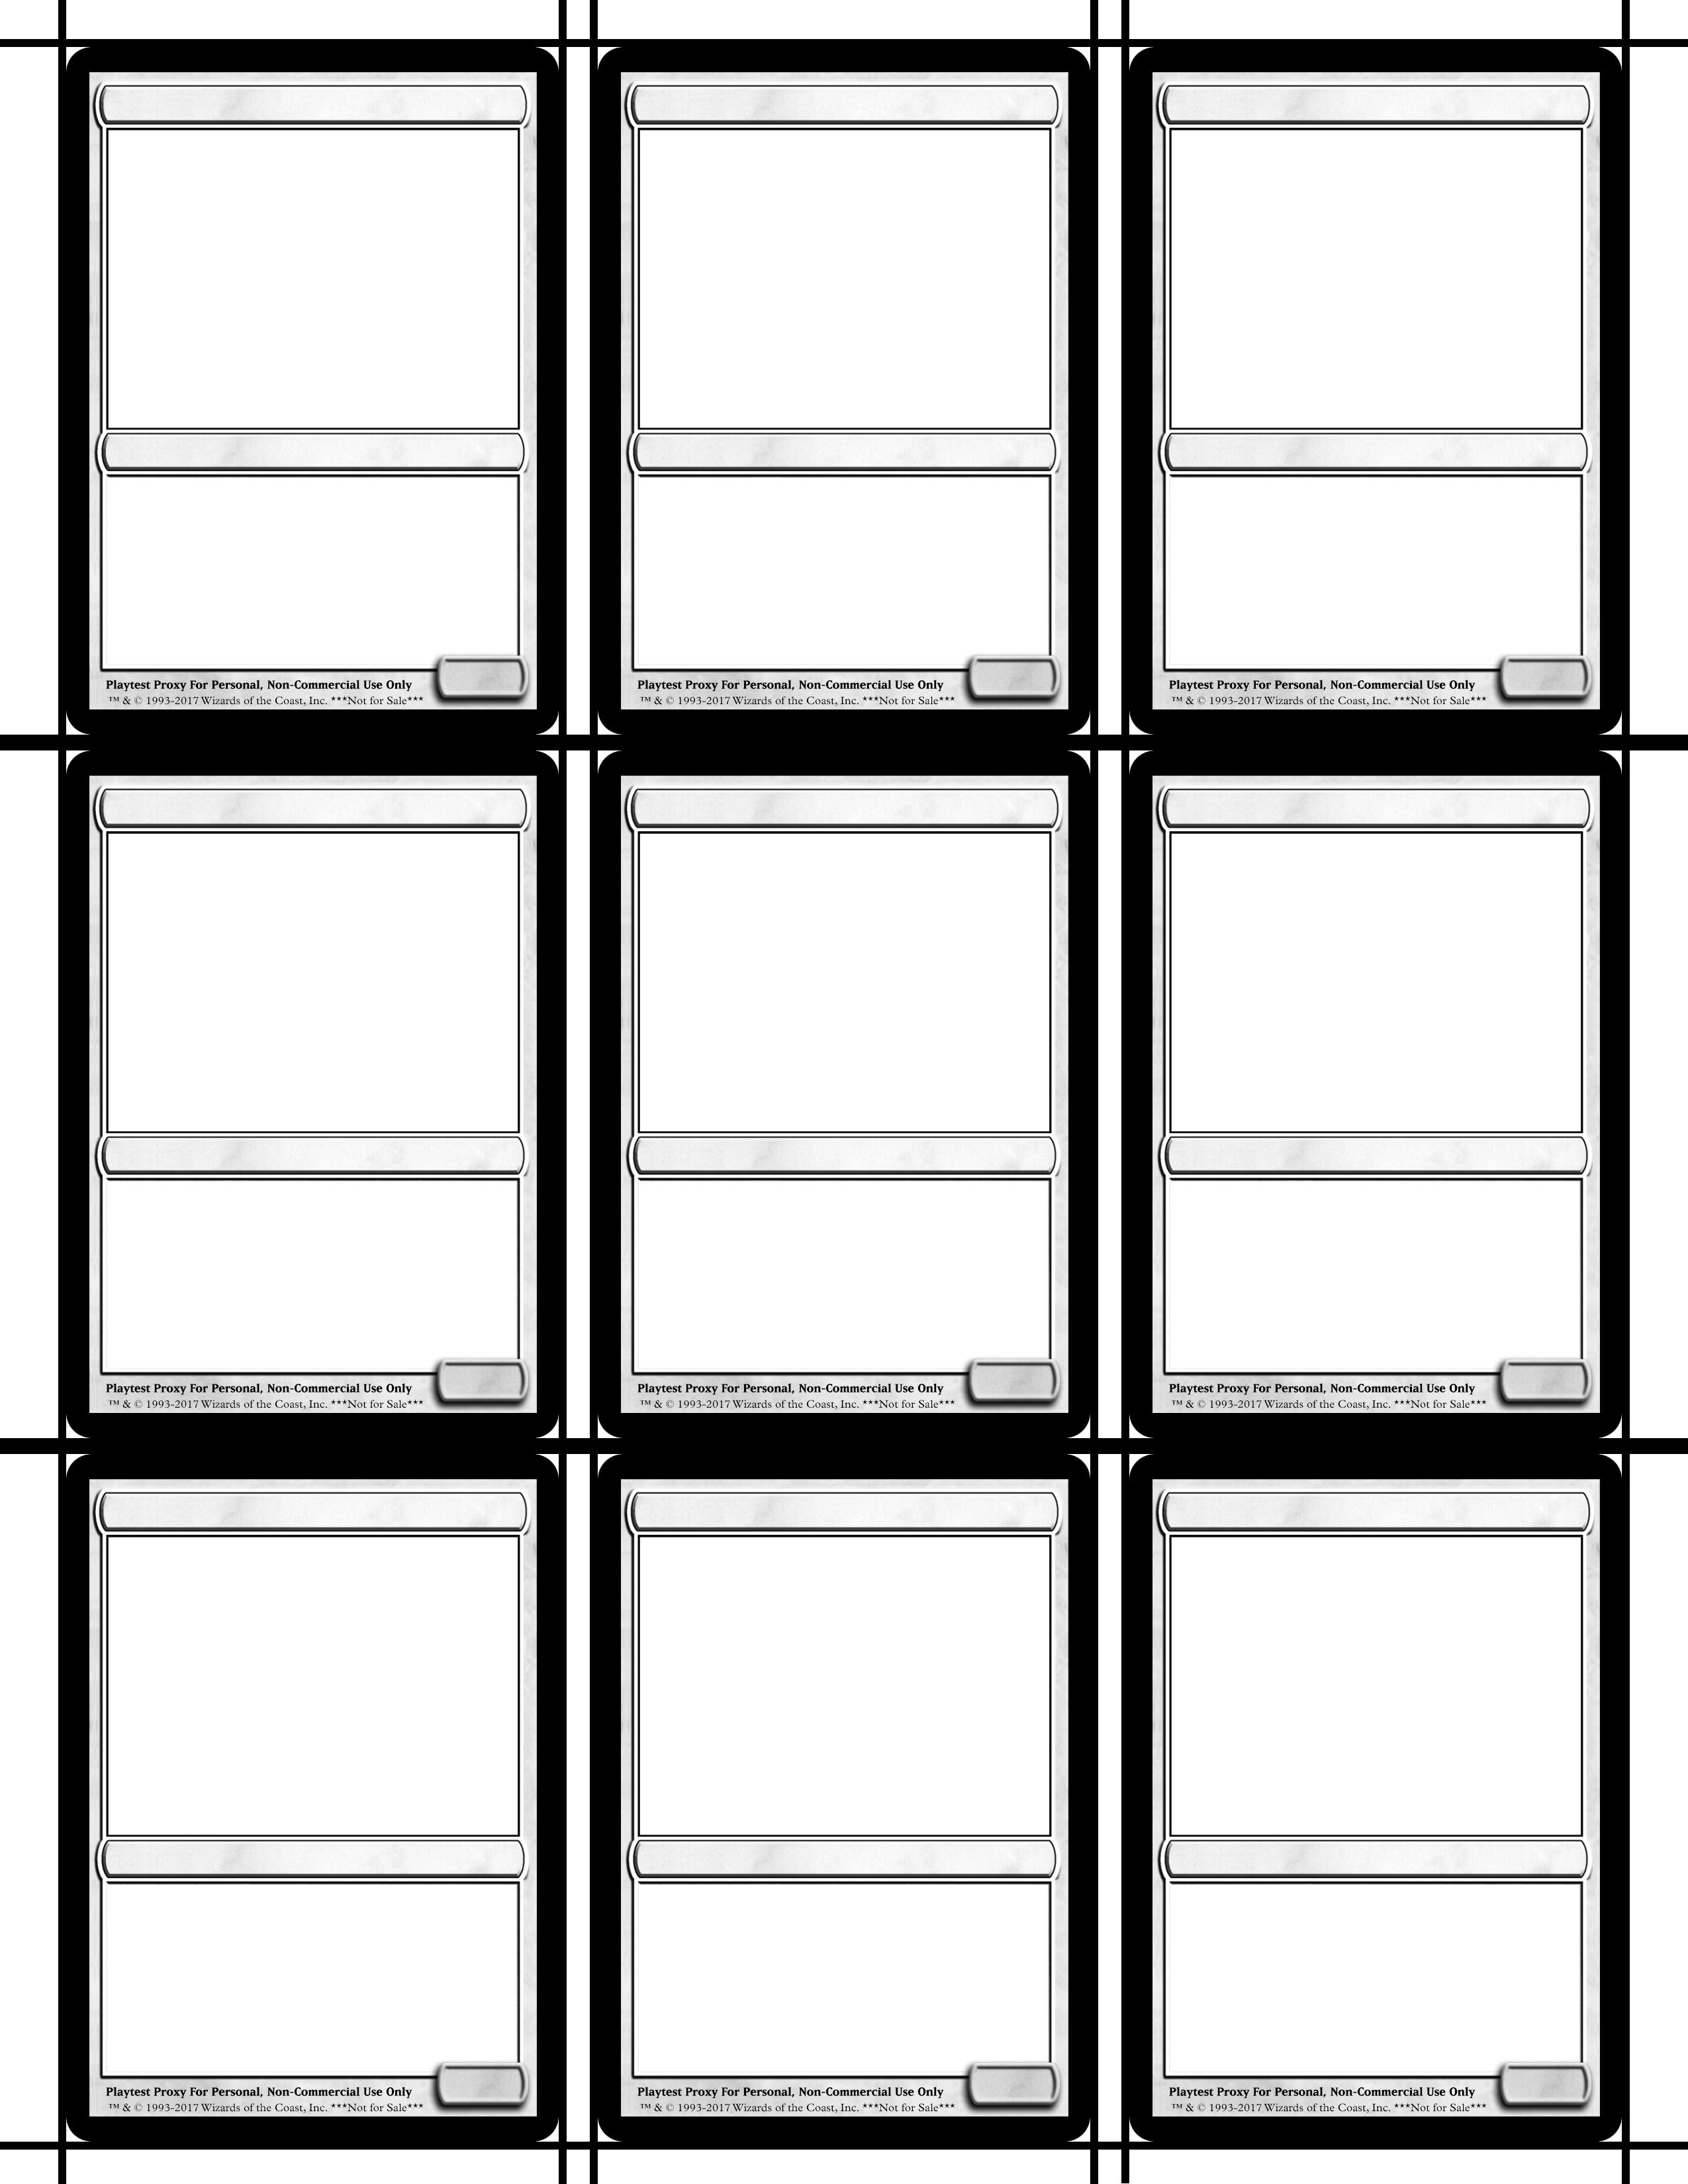 Playtest Proxy For Personal, Non-Commercial Use Only
™ & © 1993-2017 Wizards of the Coast, Inc. ***Not for Sale***
Playtest Proxy For Personal, Non-Commercial Use Only
™ & © 1993-2017 Wizards of the Coast, Inc. ***Not for Sale***
Playtest Proxy For Personal, Non-Commercial Use Only
™ & © 1993-2017 Wizards of the Coast, Inc. ***Not for Sale***
Playtest Proxy For Personal, Non-Commercial Use Only
™ & © 1993-2017 Wizards of the Coast, Inc. ***Not for Sale***
Playtest Proxy For Personal, Non-Commercial Use Only
™ & © 1993-2017 Wizards of the Coast, Inc. ***Not for Sale***
Playtest Proxy For Personal, Non-Commercial Use Only
™ & © 1993-2017 Wizards of the Coast, Inc. ***Not for Sale***
Playtest Proxy For Personal, Non-Commercial Use Only
™ & © 1993-2017 Wizards of the Coast, Inc. ***Not for Sale***
Playtest Proxy For Personal, Non-Commercial Use Only
™ & © 1993-2017 Wizards of the Coast, Inc. ***Not for Sale***
Playtest Proxy For Personal, Non-Commercial Use Only
™ & © 1993-2017 Wizards of the Coast, Inc. ***Not for Sale***